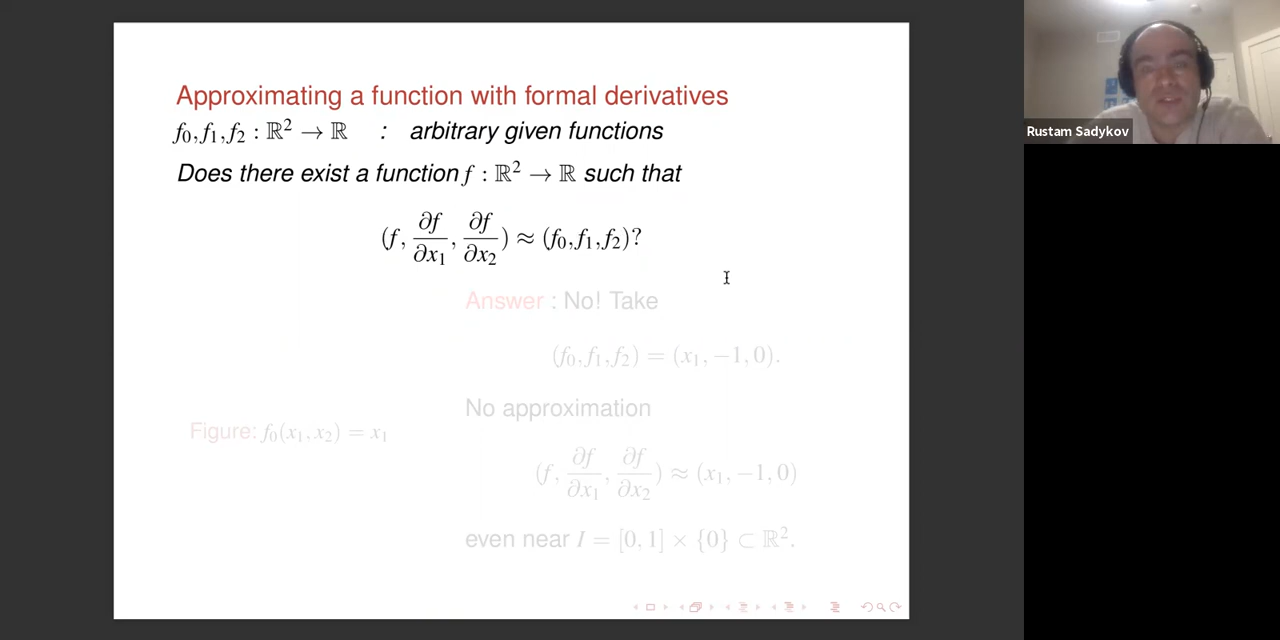 Approximating a function with formal derivatives
f₀, f₁, f₂ : ℝ² → ℝ : arbitrary given functions
Does there exist a function f : ℝ² → ℝ such that
(f, ∂f/∂x₁, ∂f/∂x₂) ≈ (f₀, f₁, f₂)?
Answer : No! Take
(f₀, f₁, f₂) = (x₁, −1, 0).
No approximation
Figure: f₀(x₁, x₂) = x₁
(f, ∂f/∂x₁, ∂f/∂x₂) ≈ (x₁, −1, 0)
even near I = [0, 1] × {0} ⊂ ℝ².
Rustam Sadykov